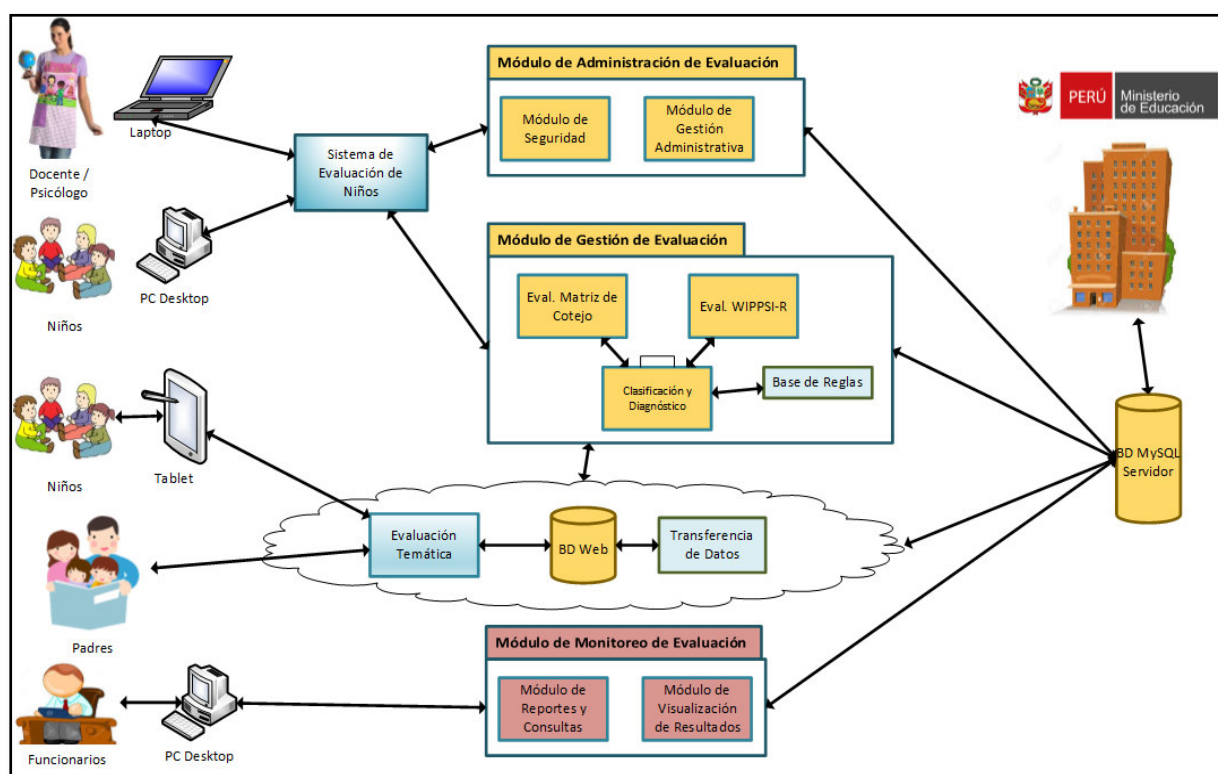 Módulo de Administración de Evaluación
PERÚ
Ministerio
de Educación
Laptop
Módulo de
Seguridad
Módulo de
Gestión
Administrativa
Sistema de
Evaluación de
Niños
Docente /
Psicólogo
PC Desktop
Niños
Módulo de Gestión de Evaluación
Eval. Matriz de
Cotejo
Eval. WIPPSI-R
Clasificación y
Diagnóstico
Base de Reglas
BD MySQL
Servidor
Niños
Tablet
Evaluación
Temática
BD Web
Transferencia
de Datos
Padres
Módulo de Monitoreo de Evaluación
Módulo de
Reportes y
Consultas
Módulo de
Visualización
de Resultados
Funcionarios
PC Desktop